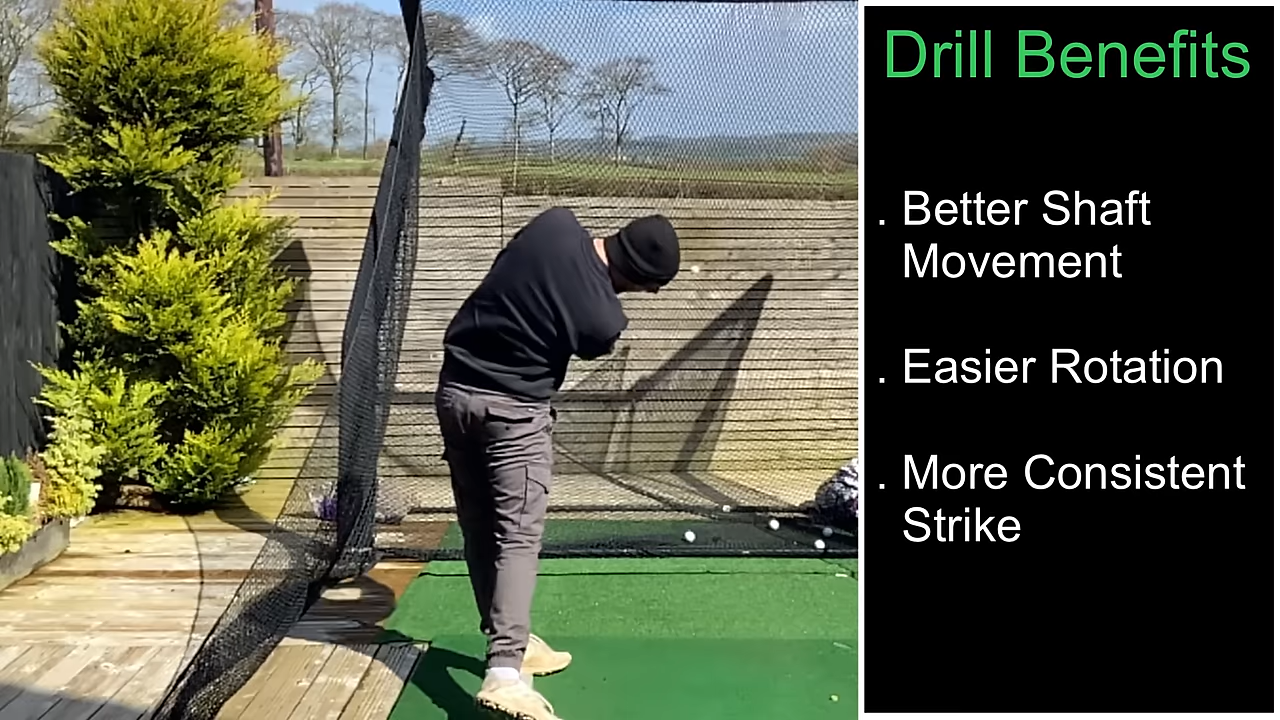 Drill Benefits
. Better Shaft
Movement
. Easier Rotation
. More Consistent
Strike